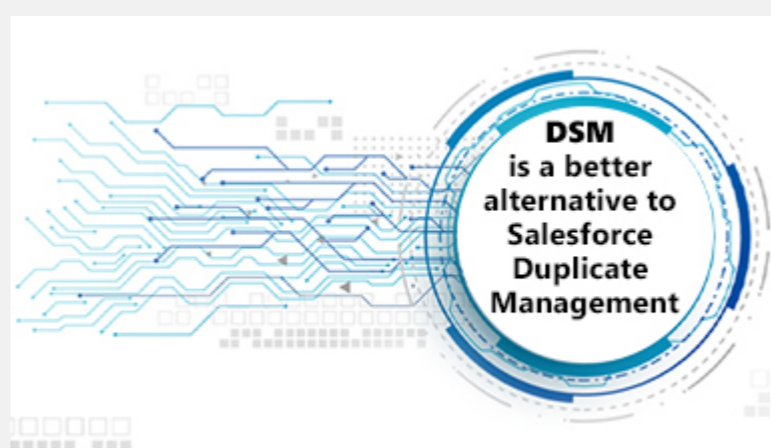 DSM
is a better
alternative to
Salesforce
Duplicate
Management